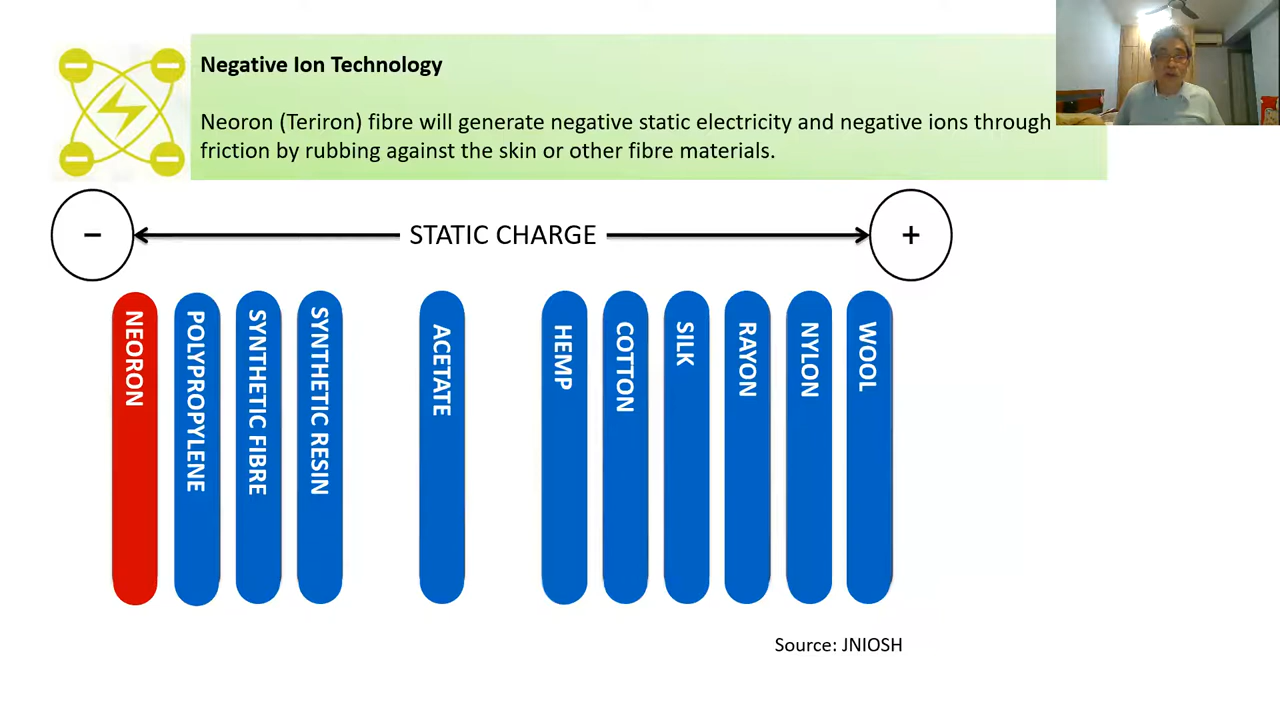 Negative Ion Technology
Neoron (Teriron) fibre will generate negative static electricity and negative ions through
friction by rubbing against the skin or other fibre materials.
− STATIC CHARGE +
NEORON
POLYPROPYLENE
SYNTHETIC FIBRE
SYNTHETIC RESIN
ACETATE
HEMP
COTTON
SILK
RAYON
NYLON
WOOL
Source: JNIOSH